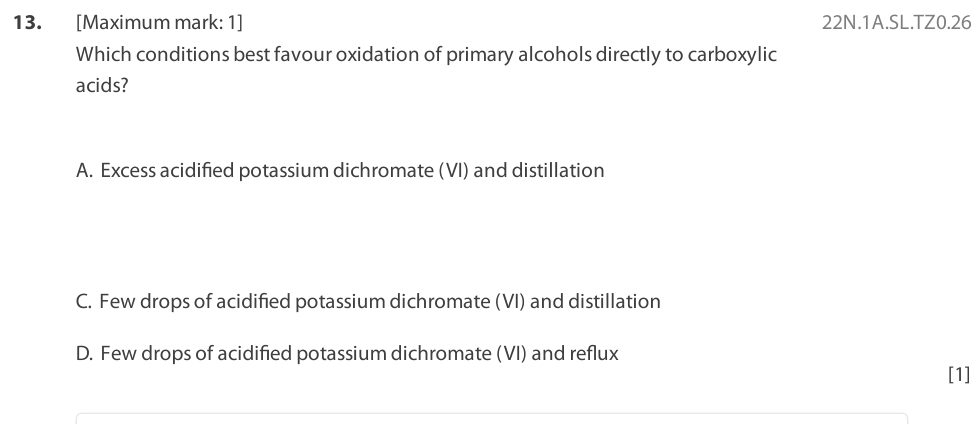 13. [Maximum mark: 1] 22N.1A.SL.TZ0.26
Which conditions best favour oxidation of primary alcohols directly to carboxylic
acids?
A. Excess acidified potassium dichromate (VI) and distillation
C. Few drops of acidified potassium dichromate (VI) and distillation
D. Few drops of acidified potassium dichromate (VI) and reflux
[1]